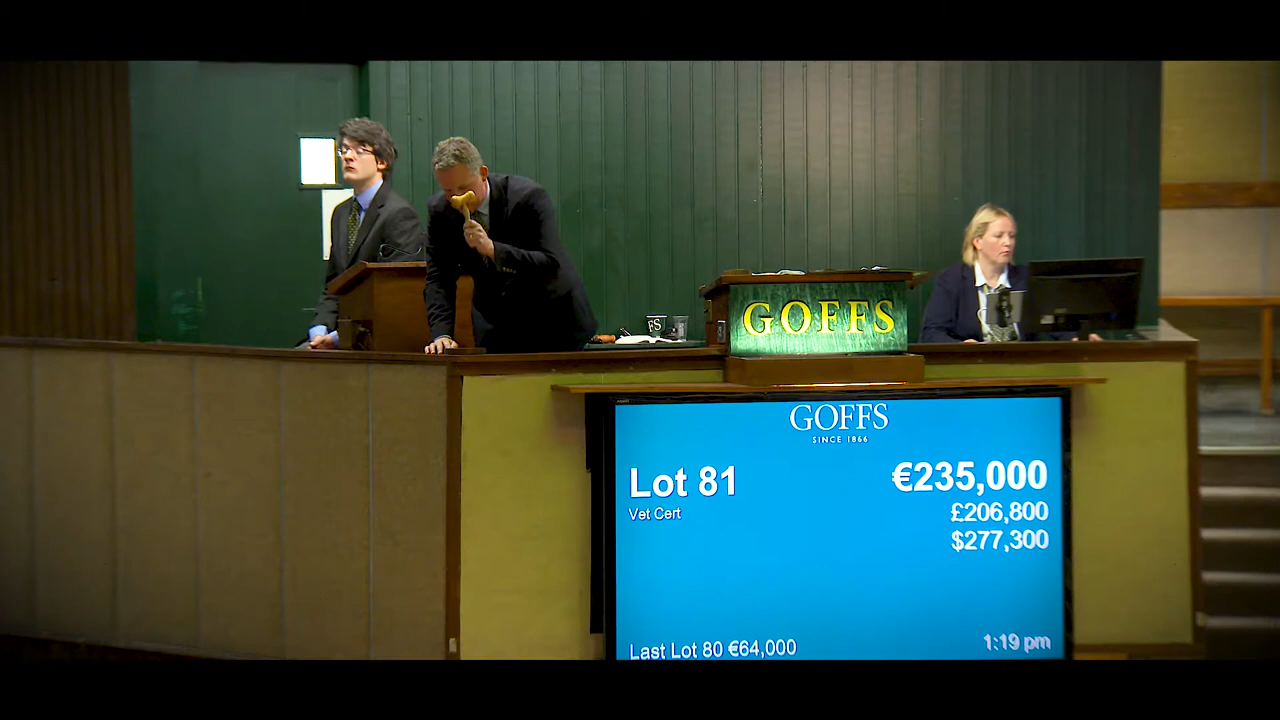 FS
GOFFS
GOFFS
SINCE 1866
Lot 81
€235,000
Vet Cert
£206,800
$277,300
Last Lot 80 €64,000
1:19 pm